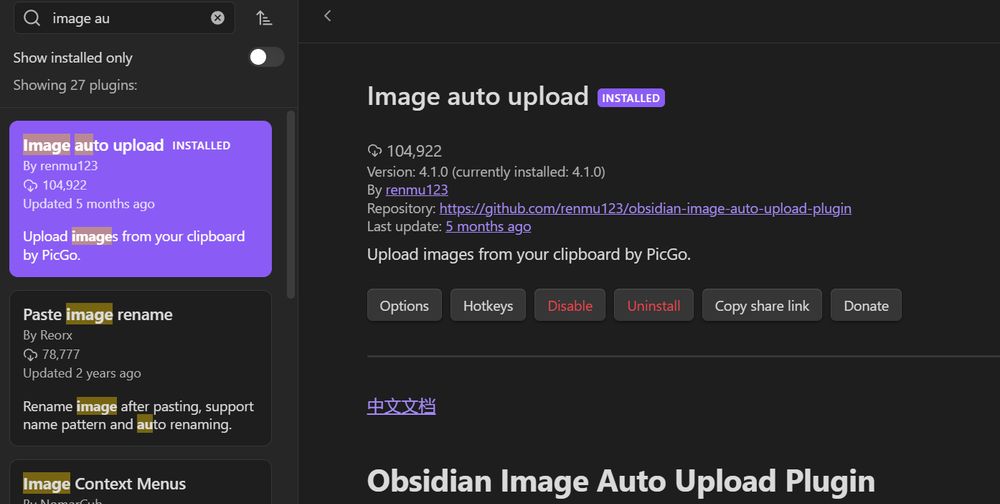 image au
Show installed only
Showing 27 plugins:
Image auto upload INSTALLED
By renmu123
104,922
Updated 5 months ago
Upload images from your clipboard
by PicGo.
Paste image rename
By Reorx
78,777
Updated 2 years ago
Rename image after pasting, support
name pattern and auto renaming.
Image Context Menus
By NomarCub
Image auto upload INSTALLED
104,922
Version: 4.1.0 (currently installed: 4.1.0)
By renmu123
Repository: https://github.com/renmu123/obsidian-image-auto-upload-plugin
Last update: 5 months ago
Upload images from your clipboard by PicGo.
Options Hotkeys Disable Uninstall Copy share link Donate
中文文档
Obsidian Image Auto Upload Plugin